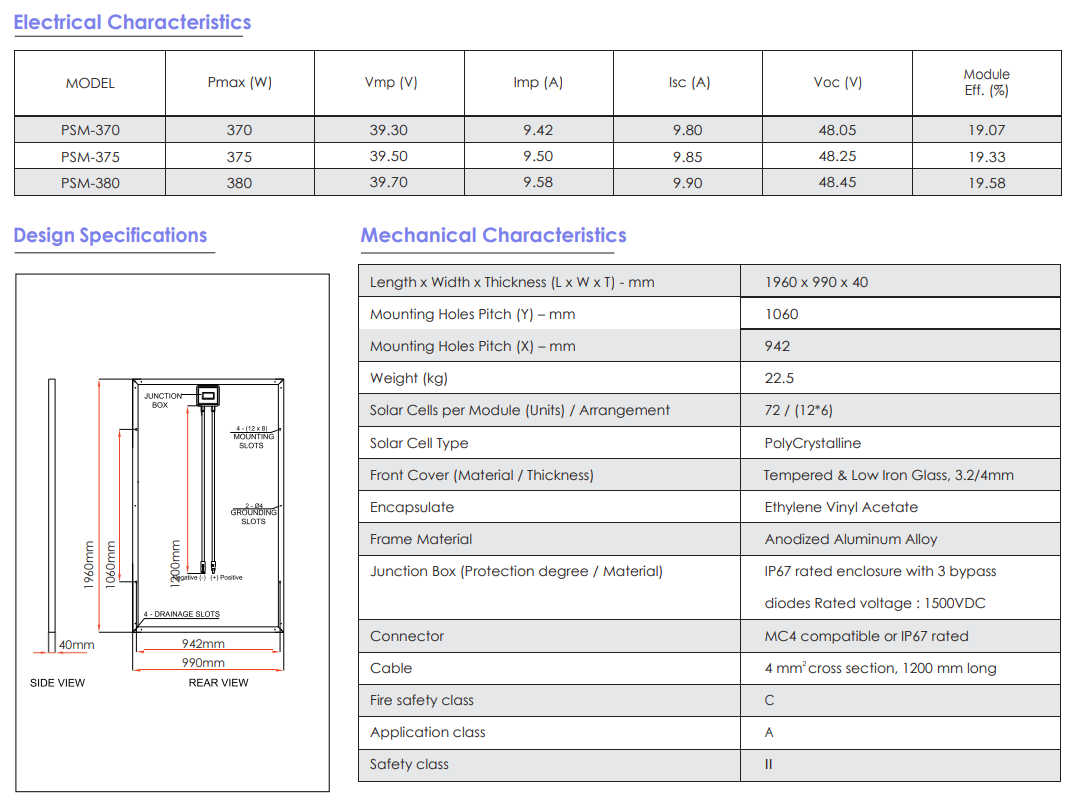 Electrical Characteristics
MODEL Pmax (W) Vmp (V) Imp (A) Isc (A) Voc (V) Module Eff. (%)
PSM-370 370 39.30 9.42 9.80 48.05 19.07
PSM-375 375 39.50 9.50 9.85 48.25 19.33
PSM-380 380 39.70 9.58 9.90 48.45 19.58
Design Specifications
JUNCTION
BOX
4 - (12 x 8)
MOUNTING
SLOTS
2 - Ø4
GROUNDING
SLOTS
1960mm
1060mm
1200mm
Negative (-) (+) Positive
4 - DRAINAGE SLOTS
40mm
942mm
990mm
SIDE VIEW
REAR VIEW
Mechanical Characteristics
Length x Width x Thickness (L x W x T) - mm 1960 x 990 x 40
Mounting Holes Pitch (Y) – mm 1060
Mounting Holes Pitch (X) – mm 942
Weight (kg) 22.5
Solar Cells per Module (Units) / Arrangement 72 / (12*6)
Solar Cell Type PolyCrystalline
Front Cover (Material / Thickness) Tempered & Low Iron Glass, 3.2/4mm
Encapsulate Ethylene Vinyl Acetate
Frame Material Anodized Aluminum Alloy
Junction Box (Protection degree / Material) IP67 rated enclosure with 3 bypass
diodes Rated voltage : 1500VDC
Connector MC4 compatible or IP67 rated
Cable 4 mm² cross section, 1200 mm long
Fire safety class C
Application class A
Safety class II